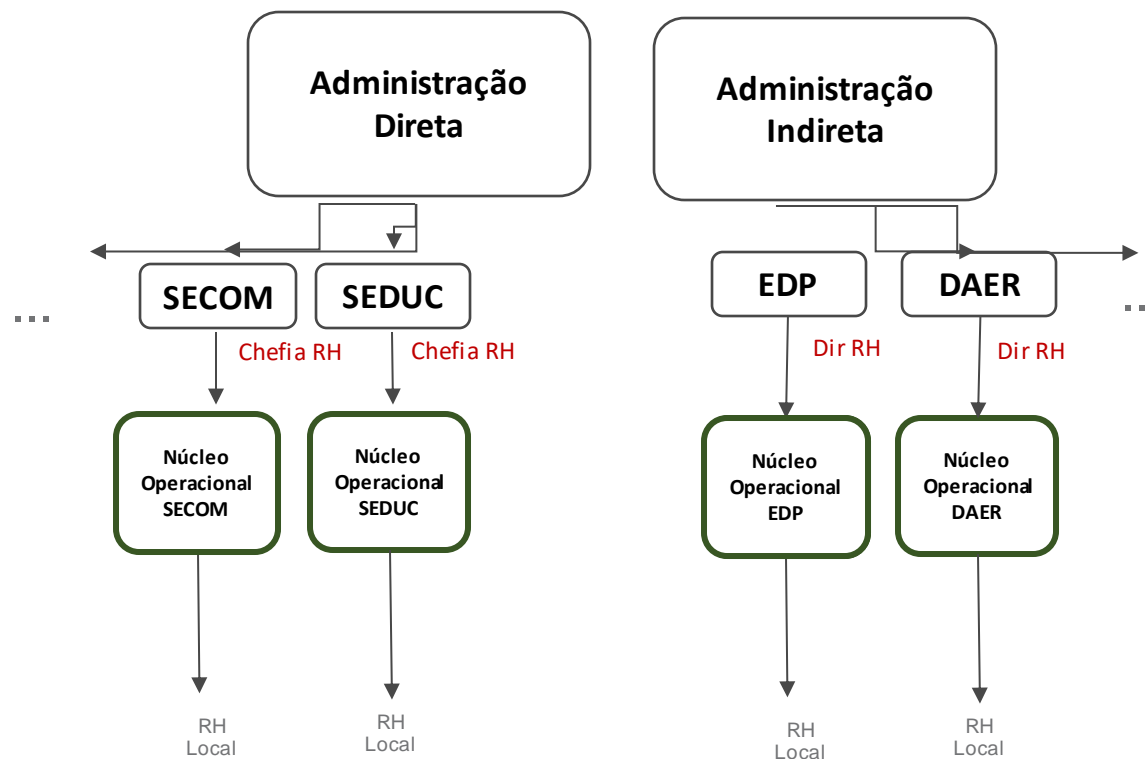 Administração
Direta
Administração
Indireta
SECOM
SEDUC
EDP
DAER
...
...
Chefia RH
Chefia RH
Dir RH
Dir RH
Núcleo
Operacional
SECOM
Núcleo
Operacional
SEDUC
Núcleo
Operacional
EDP
Núcleo
Operacional
DAER
RH
Local
RH
Local
RH
Local
RH
Local